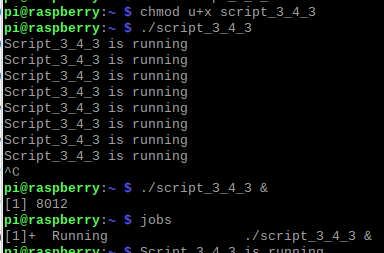 pi@raspberry:~ $ chmod u+x script_3_4_3
pi@raspberry:~ $ ./script_3_4_3
Script_3_4_3 is running
Script_3_4_3 is running
Script_3_4_3 is running
Script_3_4_3 is running
Script_3_4_3 is running
Script_3_4_3 is running
Script_3_4_3 is running
Script_3_4_3 is running
^C
pi@raspberry:~ $ ./script_3_4_3 &
[1] 8012
pi@raspberry:~ $ jobs
[1]+  Running                 ./script_3_4_3 &
pi@raspberry:~ $ Script_3_4_3 is running